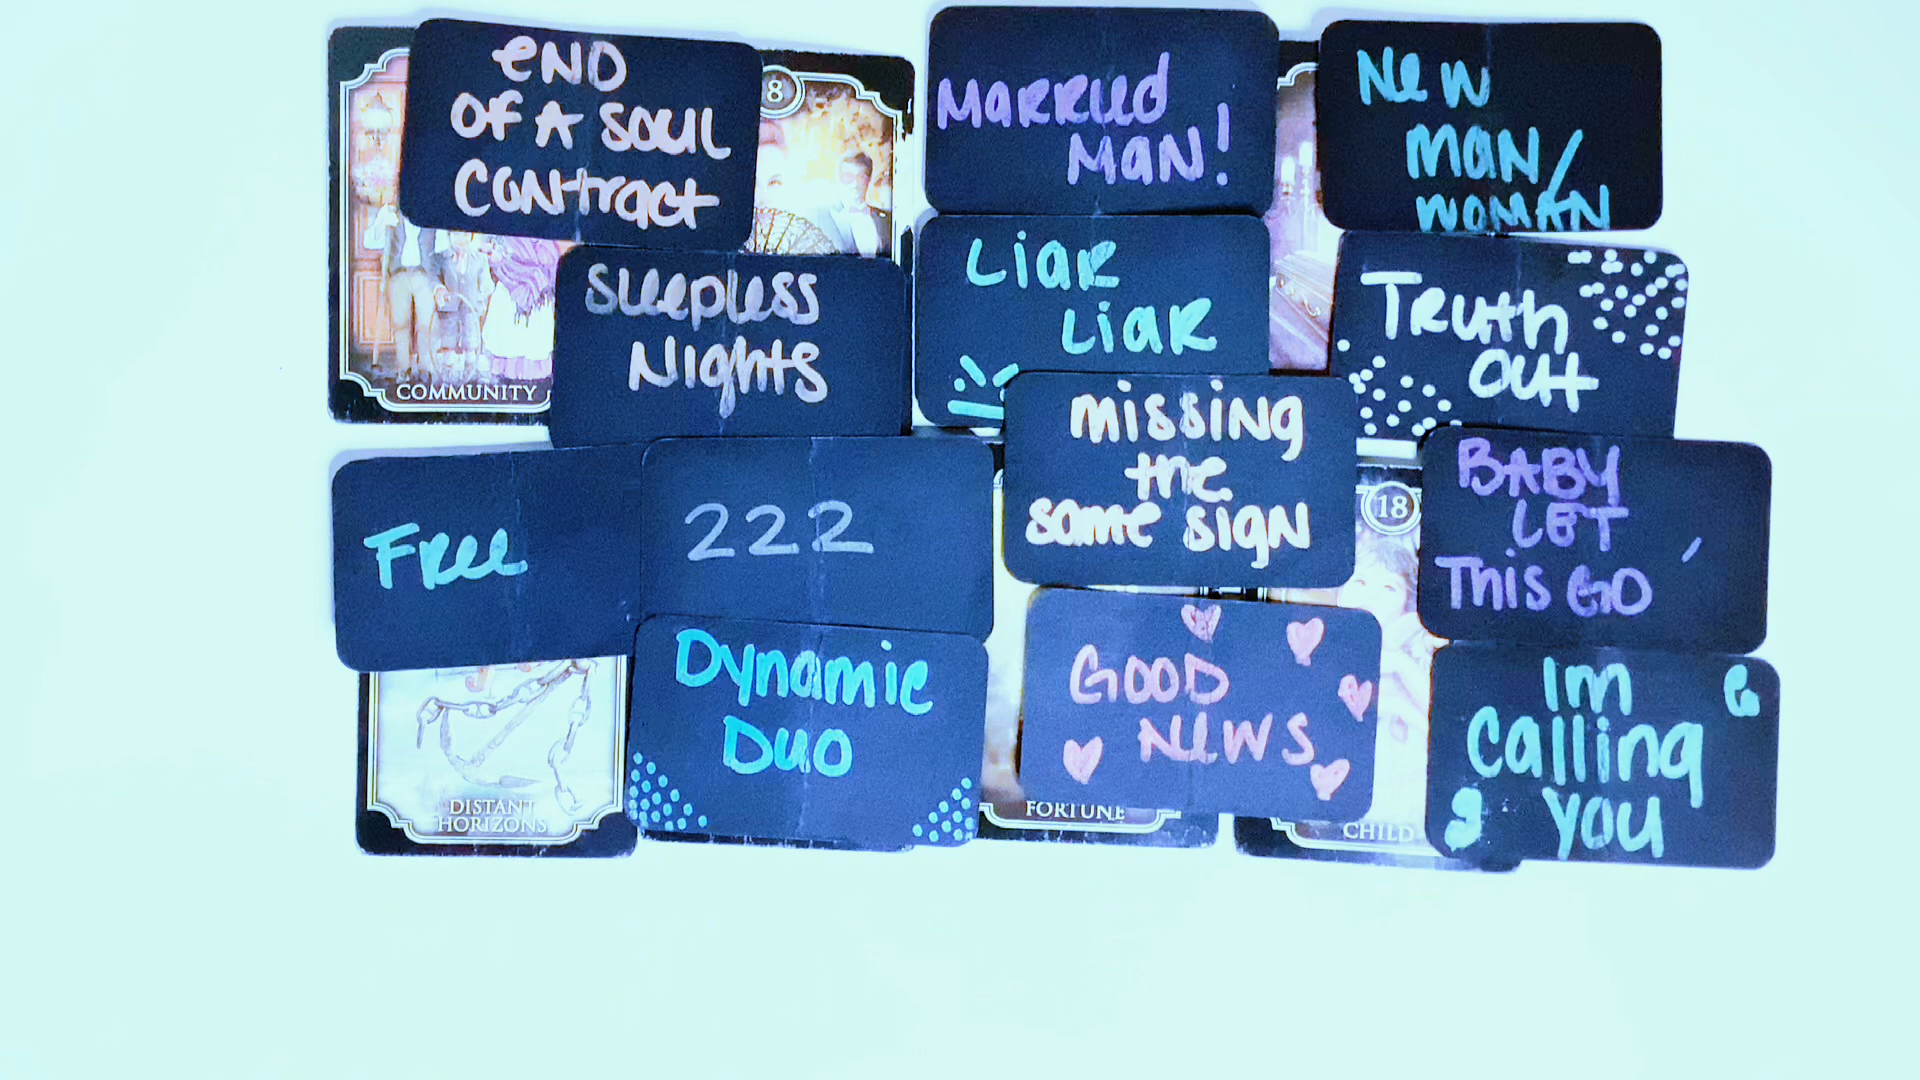 END
OF A SOUL
CONTRACT
8
MARRIED
MAN!
NEW
MAN/
WOMAN
SLEEPLESS
NIGHTS
LIAR
LIAR
TRUTH
OUT
COMMUNITY
MISSING
THE
SAME SIGN
FREE
222
18
BABY
LET
THIS GO
DYNAMIC
DUO
GOOD
NEWS
IM
CALLING
YOU
DISTANT
HORIZONS
FORTUNE
CHILD